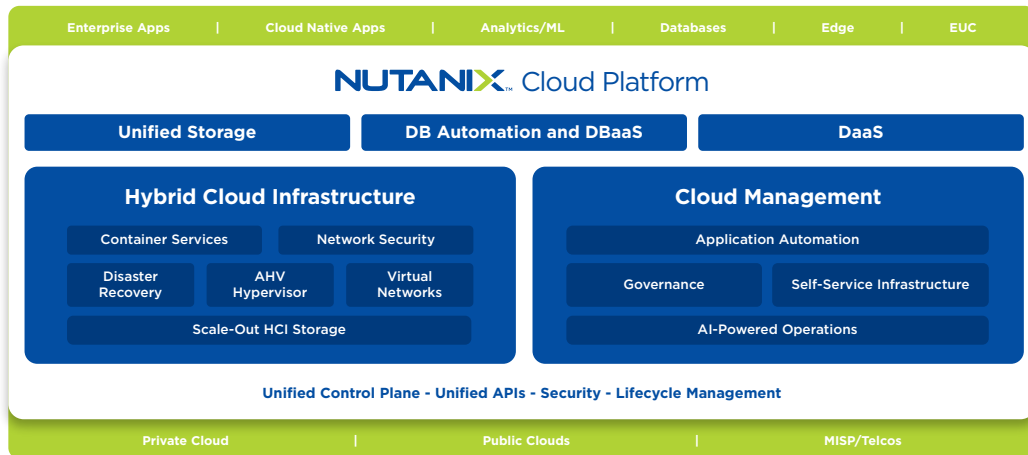 Enterprise Apps | Cloud Native Apps | Analytics/ML | Databases | Edge | EUC
NUTANIX™ Cloud Platform
Unified Storage
DB Automation and DBaaS
DaaS
Hybrid Cloud Infrastructure
Container Services
Network Security
Disaster
Recovery
AHV
Hypervisor
Virtual
Networks
Scale-Out HCI Storage
Cloud Management
Application Automation
Governance
Self-Service Infrastructure
AI-Powered Operations
Unified Control Plane - Unified APIs - Security - Lifecycle Management
Private Cloud | Public Clouds | MISP/Telcos